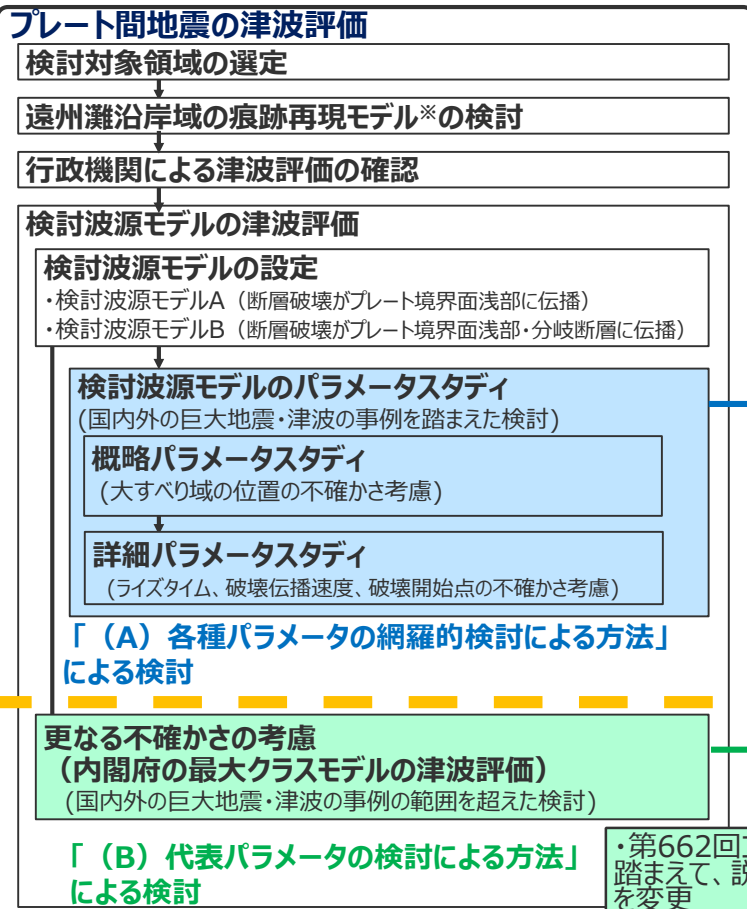 プレート間地震の津波評価
検討対象領域の選定
遠州灘沿岸域の痕跡再現モデル※の検討
行政機関による津波評価の確認
検討波源モデルの津波評価
検討波源モデルの設定
・検討波源モデルA（断層破壊がプレート境界面浅部に伝播）
・検討波源モデルB（断層破壊がプレート境界面浅部・分岐断層に伝播）
検討波源モデルのパラメータスタディ
(国内外の巨大地震・津波の事例を踏まえた検討)
概略パラメータスタディ
(大すべり域の位置の不確かさ考慮)
詳細パラメータスタディ
(ライズタイム、破壊伝播速度、破壊開始点の不確かさ考慮)
「（A）各種パラメータの網羅的検討による方法」
による検討
更なる不確かさの考慮
（内閣府の最大クラスモデルの津波評価）
(国内外の巨大地震・津波の事例の範囲を超えた検討)
「（B）代表パラメータの検討による方法」
による検討
・第662回
踏まえて、説
を変更